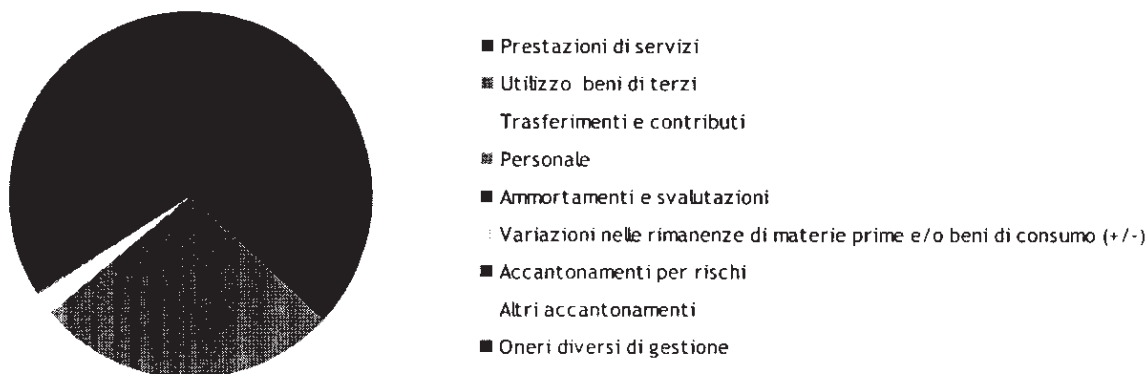 Prestazioni di servizi
Utilizzo beni di terzi
Trasferimenti e contributi
Personale
Ammortamenti e svalutazioni
Variazioni nelle rimanenze di materie prime e/o beni di consumo (+/-)
Accantonamenti per rischi
Altri accantonamenti
Oneri diversi di gestione